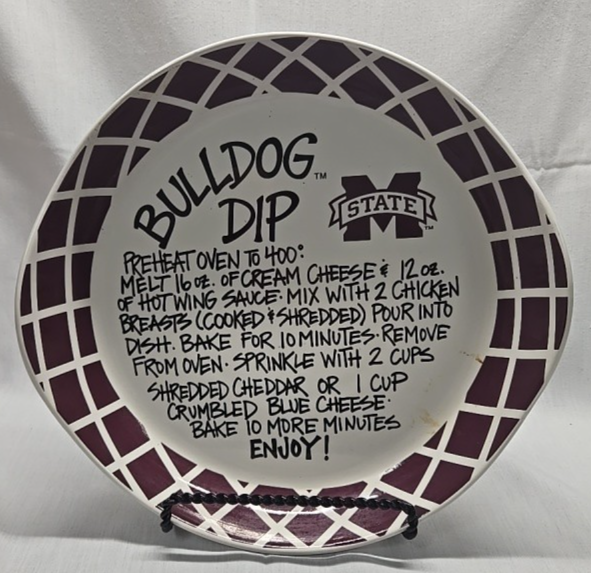 BULLDOG™
DIP
STATE™
PREHEAT OVEN TO 400°
MELT 16 oz. OF CREAM CHEESE & 12 oz.
OF HOT WING SAUCE· MIX WITH 2 CHICKEN
BREASTS (COOKED & SHREDDED) POUR INTO
DISH. BAKE FOR 10 MINUTES· REMOVE
FROM OVEN· SPRINKLE WITH 2 CUPS
SHREDDED CHEDDAR OR 1 CUP
CRUMBLED BLUE CHEESE·
BAKE 10 MORE MINUTES
ENJOY!